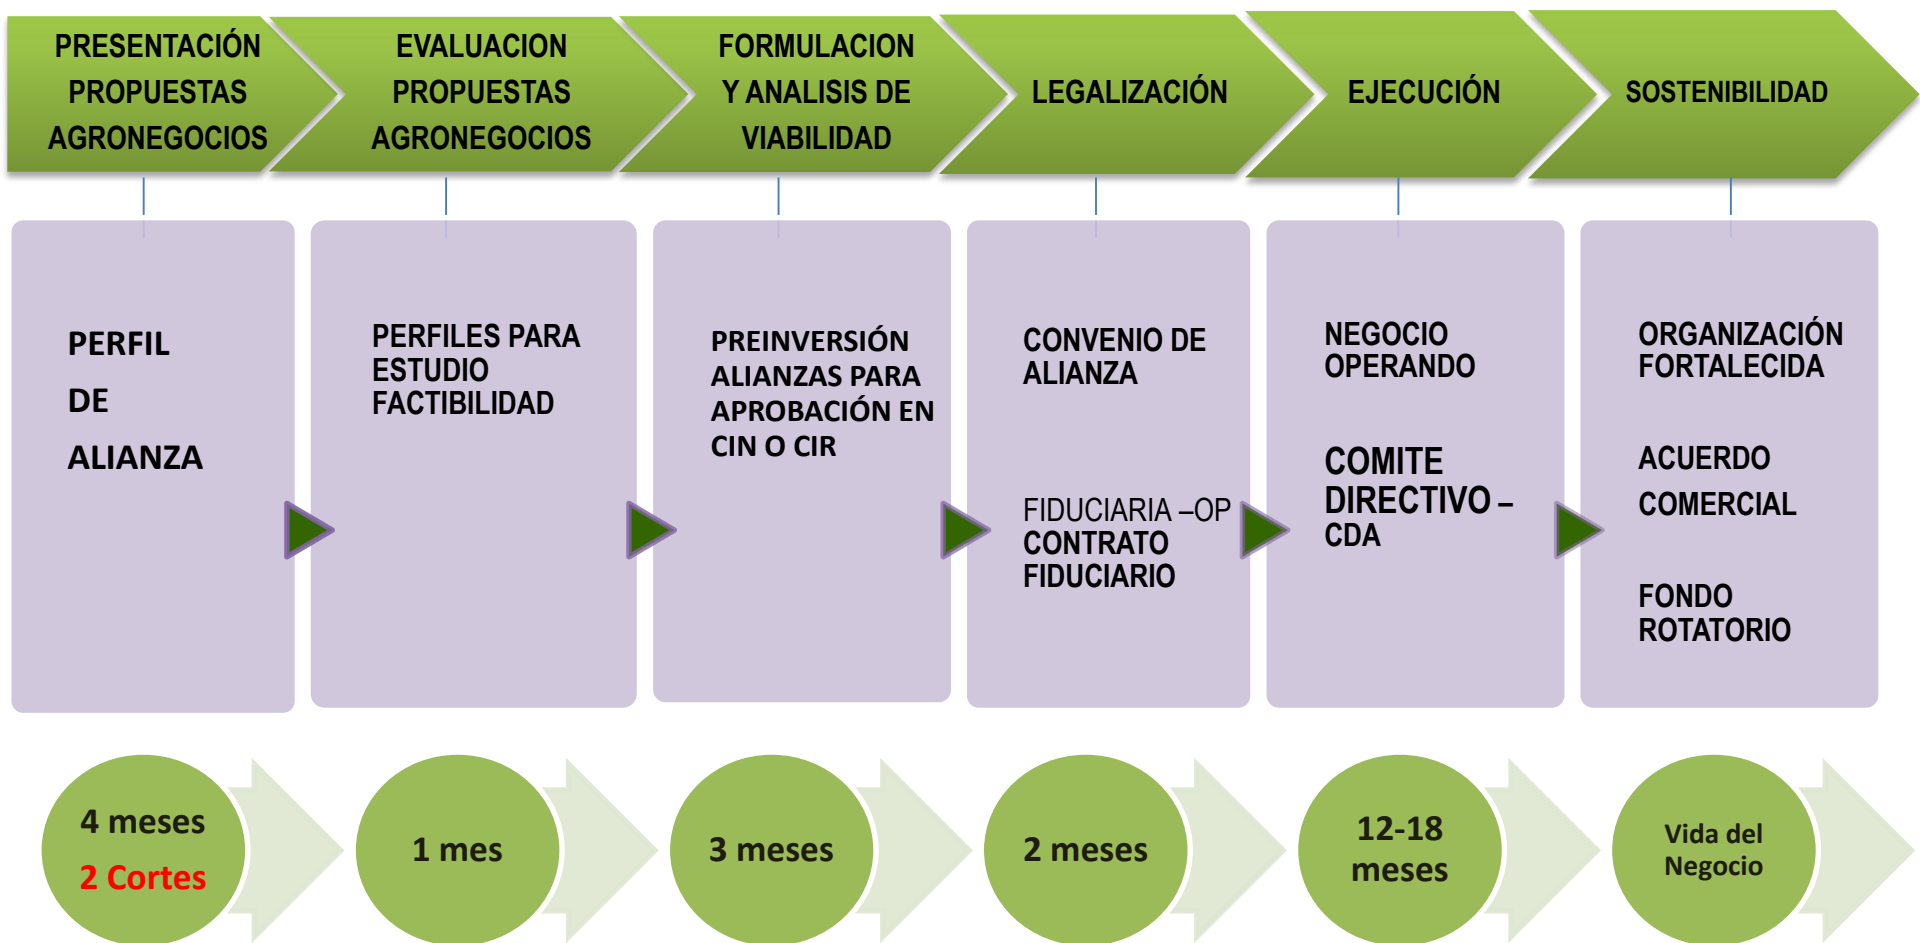 PRESENTACIÓN
PROPUESTAS
AGRONEGOCIOS
EVALUACION
PROPUESTAS
AGRONEGOCIOS
FORMULACION
Y ANALISIS DE
VIABILIDAD
LEGALIZACIÓN
EJECUCIÓN
SOSTENIBILIDAD
PERFIL
DE
ALIANZA
PERFILES PARA
ESTUDIO
FACTIBILIDAD
PREINVERSIÓN
ALIANZAS PARA
APROBACIÓN EN
CIN O CIR
CONVENIO DE
ALIANZA
FIDUCIARIA –OP
CONTRATO
FIDUCIARIO
NEGOCIO
OPERANDO
COMITE
DIRECTIVO –
CDA
ORGANIZACIÓN
FORTALECIDA
ACUERDO
COMERCIAL
FONDO
ROTATORIO
4 meses
2 Cortes
1 mes
3 meses
2 meses
12-18
meses
Vida del
Negocio